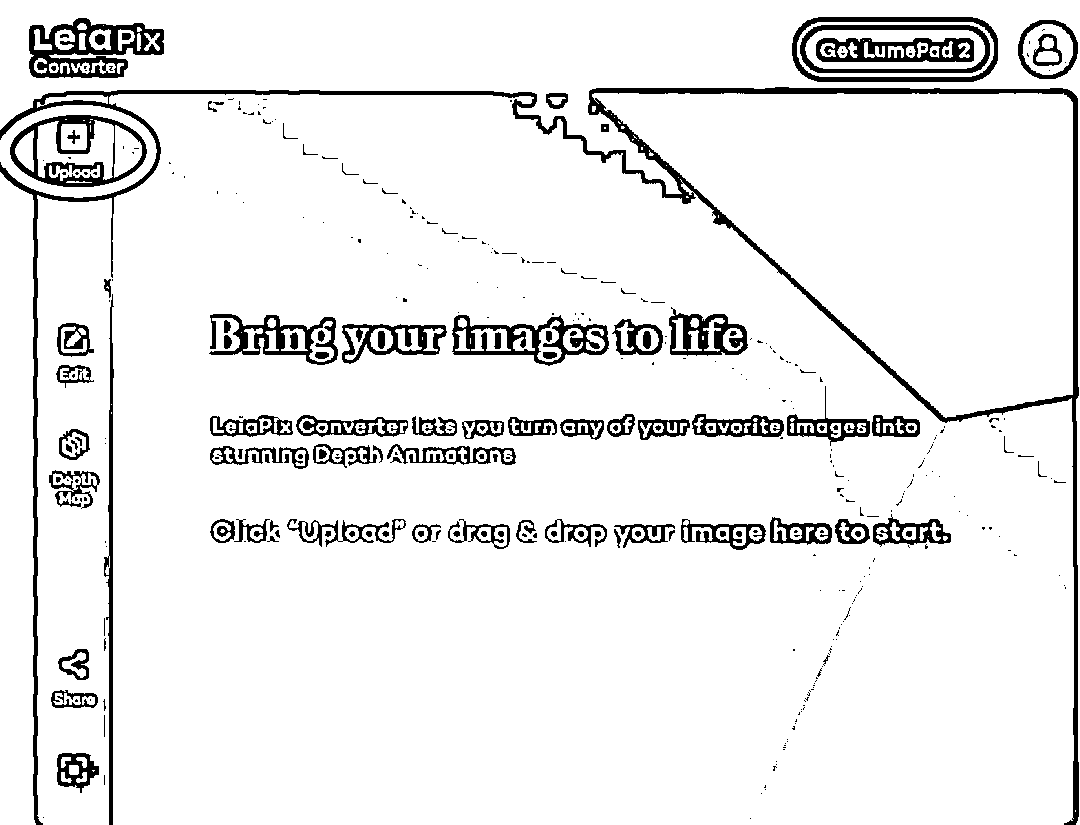 LeiaPix
Converter
Get LumePad 2
Upload
Bring your images to life
Edit
LeiaPix Converter lets you turn any of your favorite images into
stunning Depth Animations
Depth
Map
Click “Upload” or drag & drop your image here to start.
Share